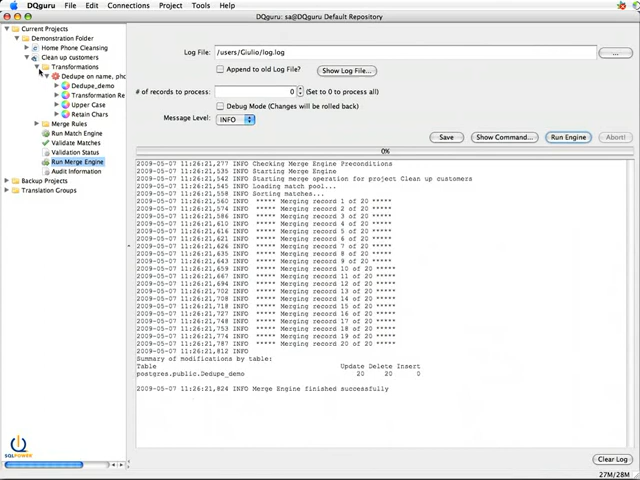 DQguru File Edit Connections Project Tools Help
DQguru: sa@DQguru Default Repository
Current Projects
Demonstration Folder
Home Phone Cleansing
Clean up customers
Transformations
Dedupe on name, pho
Dedupe_demo
Transformation Re
Upper Case
Retain Chars
Merge Rules
Run Match Engine
Validate Matches
Validation Status
Run Merge Engine
Audit Information
Backup Projects
Translation Groups
SQLPOWER
Log File: /users/Giulio/log.log ...
Append to old Log File? Show Log File...
# of records to process: 0 (Set to 0 to process all)
Debug Mode (Changes will be rolled back)
Message Level: INFO
Save Show Command... Run Engine Abort!
0%
2009-05-07 11:26:21,277 INFO Checking Merge Engine Preconditions
2009-05-07 11:26:21,535 INFO Starting Merge Engine
2009-05-07 11:26:21,542 INFO Starting merge operation for project Clean up customers
2009-05-07 11:26:21,545 INFO Loading match pool...
2009-05-07 11:26:21,558 INFO Sorting matches...
2009-05-07 11:26:21,560 INFO ***** Merging record 1 of 20 *****
2009-05-07 11:26:21,574 INFO ***** Merging record 2 of 20 *****
2009-05-07 11:26:21,586 INFO ***** Merging record 3 of 20 *****
2009-05-07 11:26:21,610 INFO ***** Merging record 4 of 20 *****
2009-05-07 11:26:21,616 INFO ***** Merging record 5 of 20 *****
2009-05-07 11:26:21,621 INFO ***** Merging record 6 of 20 *****
2009-05-07 11:26:21,626 INFO ***** Merging record 7 of 20 *****
2009-05-07 11:26:21,635 INFO ***** Merging record 8 of 20 *****
2009-05-07 11:26:21,643 INFO ***** Merging record 9 of 20 *****
2009-05-07 11:26:21,659 INFO ***** Merging record 10 of 20 *****
2009-05-07 11:26:21,667 INFO ***** Merging record 11 of 20 *****
2009-05-07 11:26:21,694 INFO ***** Merging record 12 of 20 *****
2009-05-07 11:26:21,702 INFO ***** Merging record 13 of 20 *****
2009-05-07 11:26:21,708 INFO ***** Merging record 14 of 20 *****
2009-05-07 11:26:21,718 INFO ***** Merging record 15 of 20 *****
2009-05-07 11:26:21,727 INFO ***** Merging record 16 of 20 *****
2009-05-07 11:26:21,748 INFO ***** Merging record 17 of 20 *****
2009-05-07 11:26:21,755 INFO ***** Merging record 18 of 20 *****
2009-05-07 11:26:21,774 INFO ***** Merging record 19 of 20 *****
2009-05-07 11:26:21,787 INFO ***** Merging record 20 of 20 *****
2009-05-07 11:26:21,812 INFO
Summary of modifications by table:
Table Update Delete Insert
postgres.public.Dedupe_demo 20 20 0
2009-05-07 11:26:21,824 INFO Merge Engine finished successfully
Clear Log
27M/28M